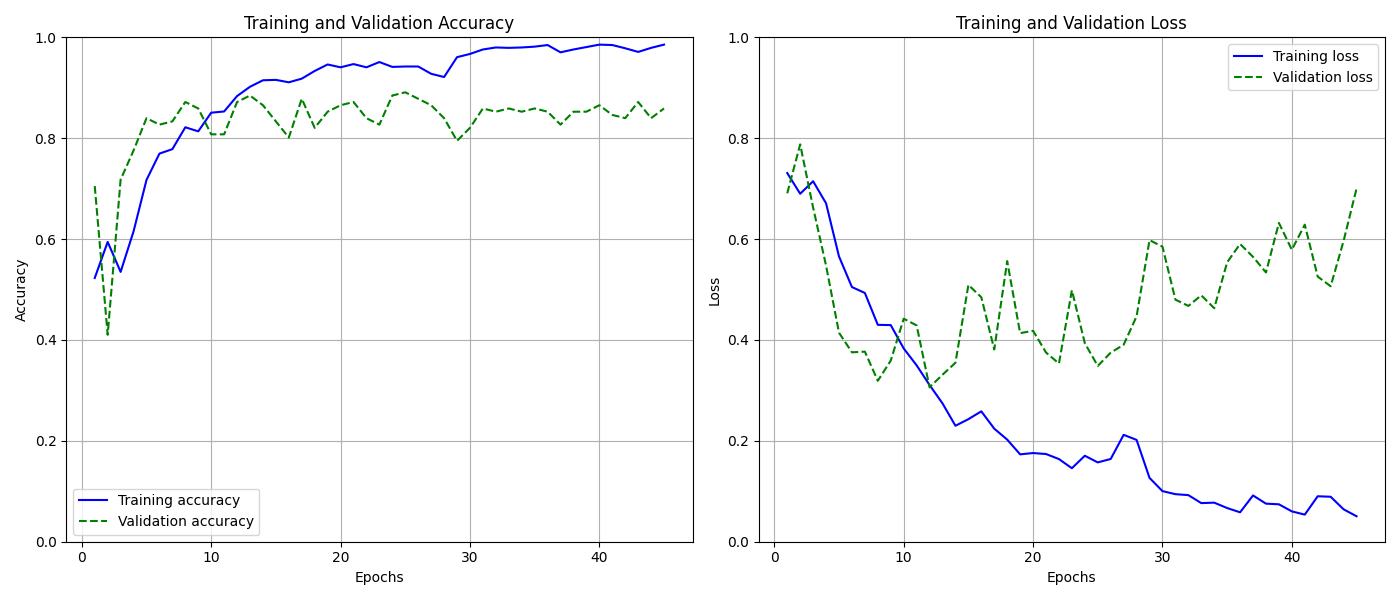 Training and Validation Accuracy
1.0
0.8
0.6
0.4
0.2
0.0
Accuracy
Training accuracy
Validation accuracy
0 10 20 30 40
Epochs
Training and Validation Loss
1.0
0.8
0.6
0.4
0.2
0.0
Loss
Training loss
Validation loss
0 10 20 30 40
Epochs